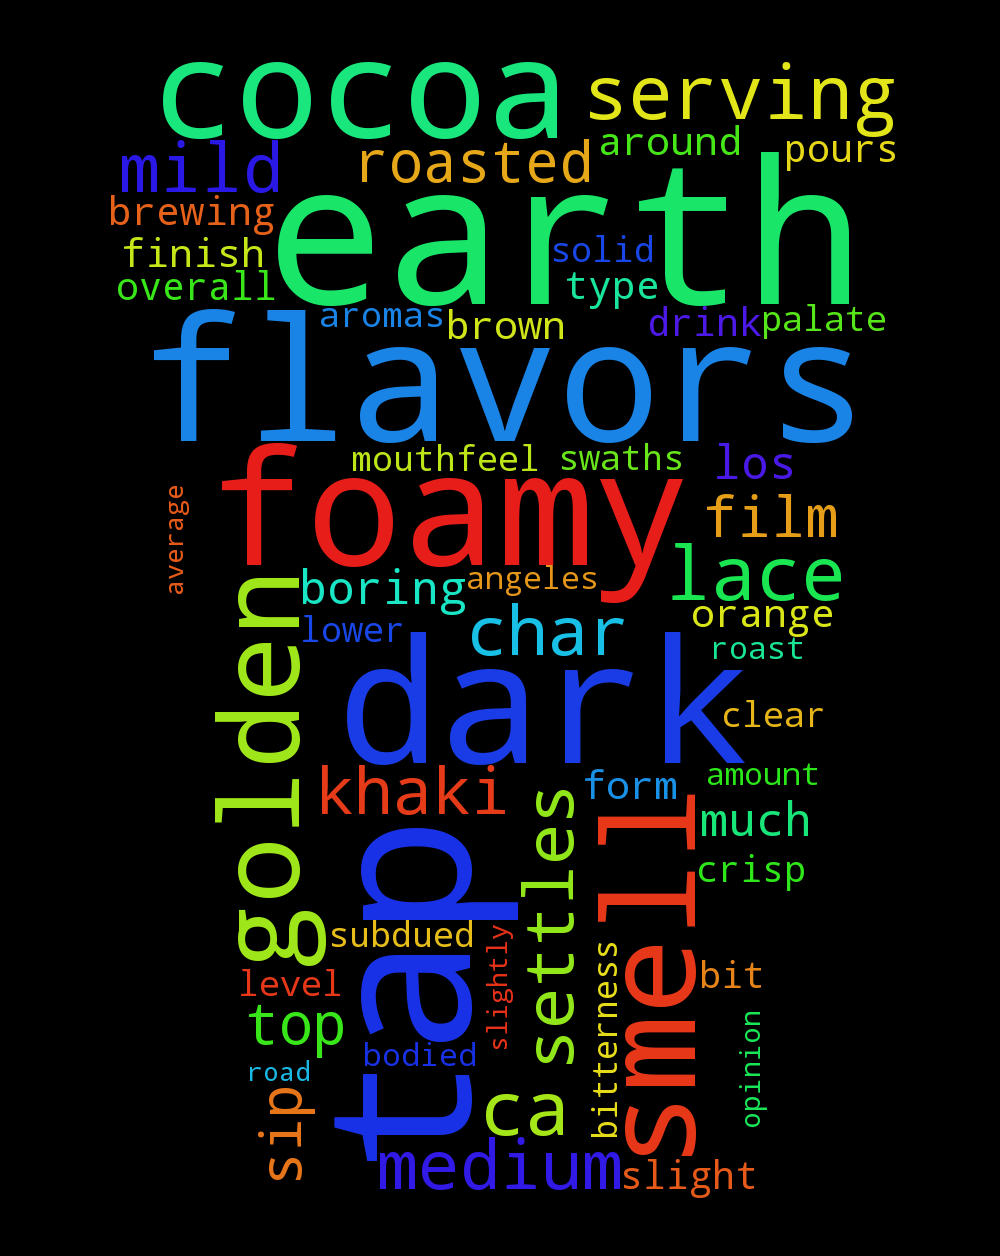 cocoa
serving
around
pours
mild
roasted
earth
brewing
finish
solid
overall
type
aromas
brown
drink
palate
flavors
mouthfeel
swaths
los
foamy
film
average
lace
boring
angeles
orange
golden
lower
char
roast
dark
clear
khaki
form
amount
settles
smell
much
tap
crisp
subdued
slightly
bitterness
bit
level
top
opinion
bodied
road
sip
ca
medium
slight